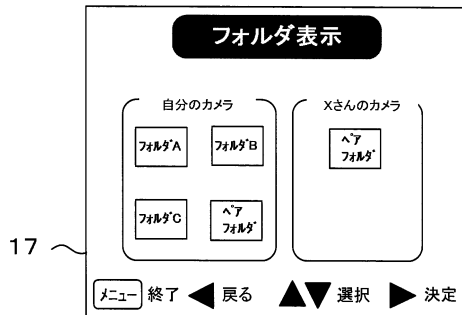 フォルダ表示
自分のカメラ
Xさんのカメラ
フォルダA
フォルダB
ペア
フォルダ
フォルダC
ペア
フォルダ
17
メニュー 終了 ◀ 戻る ▲▼ 選択 ▶ 決定